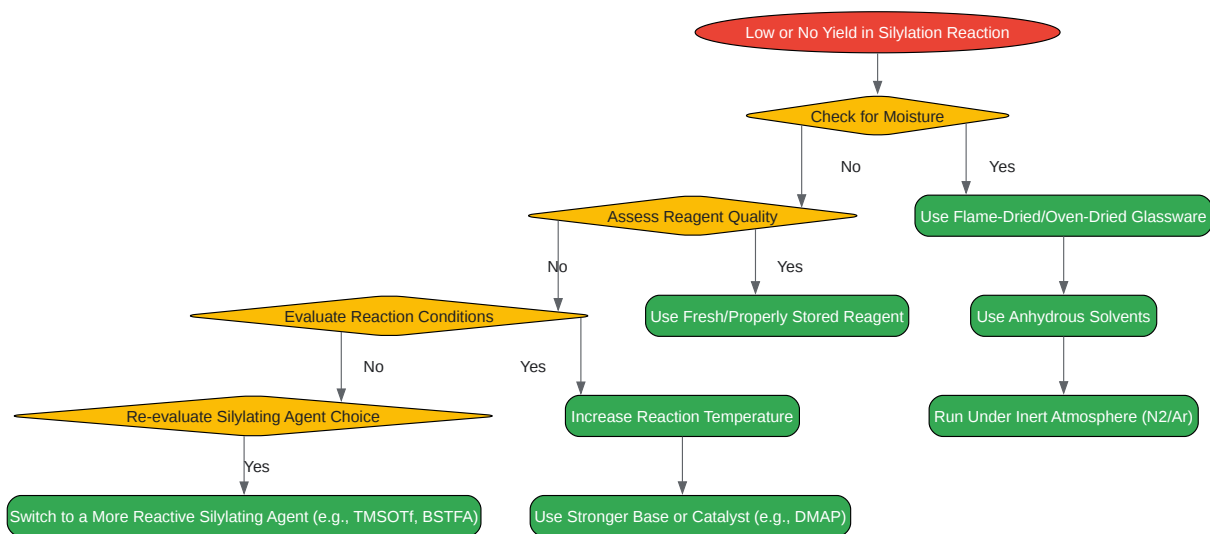 Low or No Yield in Silylation Reaction
Check for Moisture
No
Yes
Assess Reagent Quality
Use Flame-Dried/Oven-Dried Glassware
No
Yes
Evaluate Reaction Conditions
Use Fresh/Properly Stored Reagent
Use Anhydrous Solvents
No
Yes
Re-evaluate Silylating Agent Choice
Increase Reaction Temperature
Run Under Inert Atmosphere (N2/Ar)
Yes
Switch to a More Reactive Silylating Agent (e.g., TMSOTf, BSTFA)
Use Stronger Base or Catalyst (e.g., DMAP)